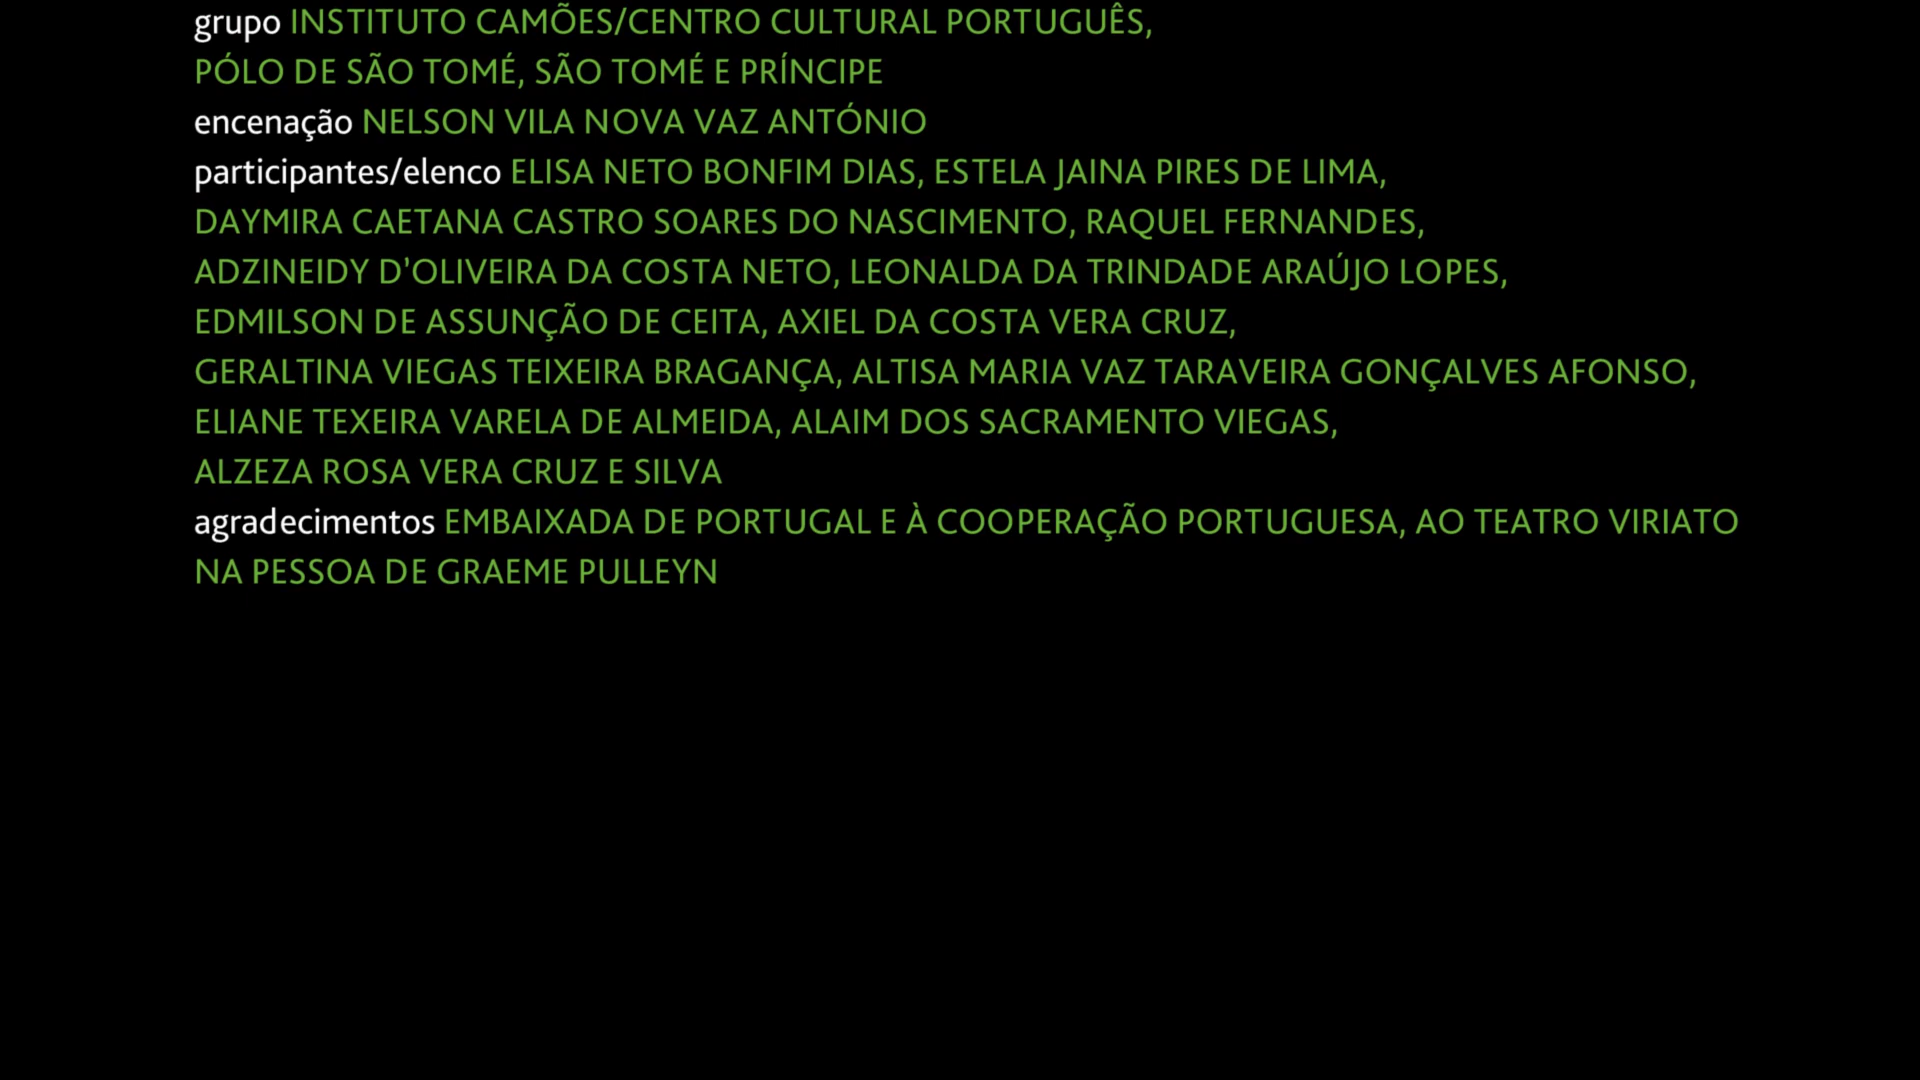 grupo INSTITUTO CAMÕES/CENTRO CULTURAL PORTUGUÊS,
PÓLO DE SÃO TOMÉ, SÃO TOMÉ E PRÍNCIPE
encenação NELSON VILA NOVA VAZ ANTÓNIO
participantes/elenco ELISA NETO BONFIM DIAS, ESTELA JAINA PIRES DE LIMA,
DAYMIRA CAETANA CASTRO SOARES DO NASCIMENTO, RAQUEL FERNANDES,
ADZINEIDY D'OLIVEIRA DA COSTA NETO, LEONALDA DA TRINDADE ARAÚJO LOPES,
EDMILSON DE ASSUNÇÃO DE CEITA, AXIEL DA COSTA VERA CRUZ,
GERALTINA VIEGAS TEIXEIRA BRAGANÇA, ALTISA MARIA VAZ TARAVEIRA GONÇALVES AFONSO,
ELIANE TEXEIRA VARELA DE ALMEIDA, ALAIM DOS SACRAMENTO VIEGAS,
ALZEZA ROSA VERA CRUZ E SILVA
agradecimentos EMBAIXADA DE PORTUGAL E À COOPERAÇÃO PORTUGUESA, AO TEATRO VIRIATO
NA PESSOA DE GRAEME PULLEYN